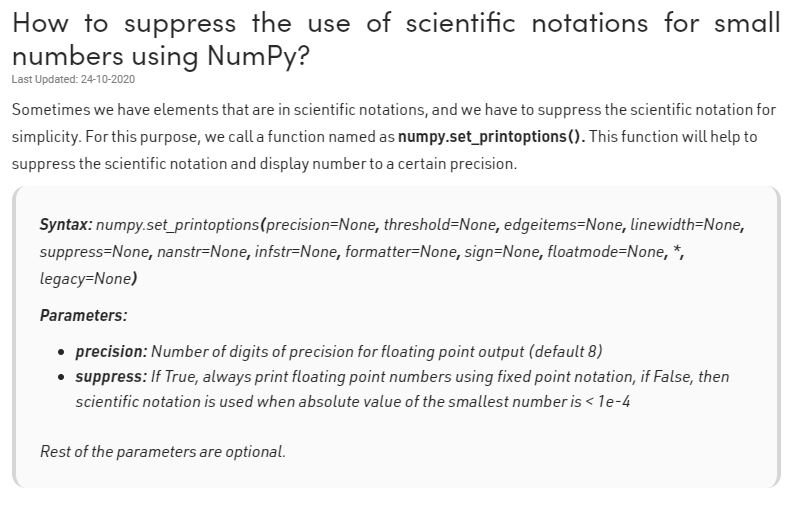 How to suppress the use of scientific notations for small
numbers using NumPy?
Last Updated: 24-10-2020
Sometimes we have elements that are in scientific notations, and we have to suppress the scientific notation for
simplicity. For this purpose, we call a function named as numpy.set_printoptions(). This function will help to
suppress the scientific notation and display number to a certain precision.
Syntax: numpy.set_printoptions(precision=None, threshold=None, edgeitems=None, linewidth=None,
suppress=None, nanstr=None, infstr=None, formatter=None, sign=None, floatmode=None, *,
legacy=None)
Parameters:
• precision: Number of digits of precision for floating point output (default 8)
• suppress: If True, always print floating point numbers using fixed point notation, if False, then
scientific notation is used when absolute value of the smallest number is < 1e-4
Rest of the parameters are optional.